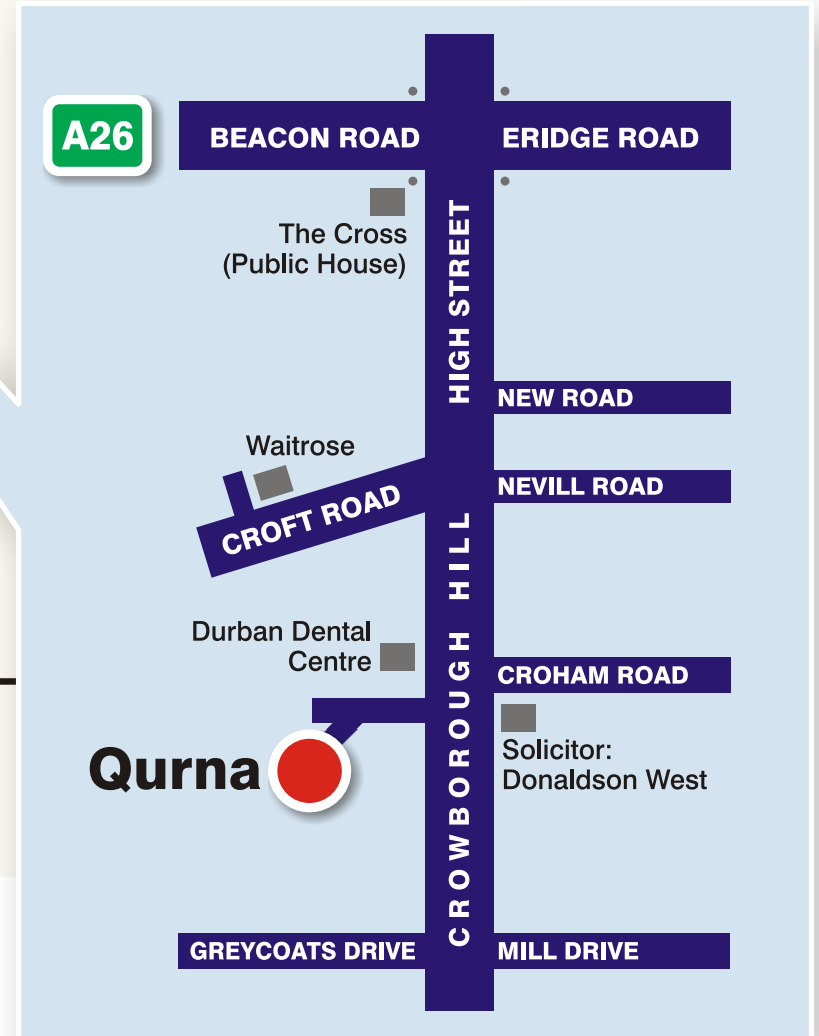 A26
BEACON ROAD
ERIDGE ROAD
The Cross
(Public House)
HIGH STREET
NEW ROAD
Waitrose
NEVILL ROAD
CROFT ROAD
CROWBOROUGH HILL
Durban Dental
Centre
CROHAM ROAD
Qurna
Solicitor:
Donaldson West
GREYCOATS DRIVE
MILL DRIVE